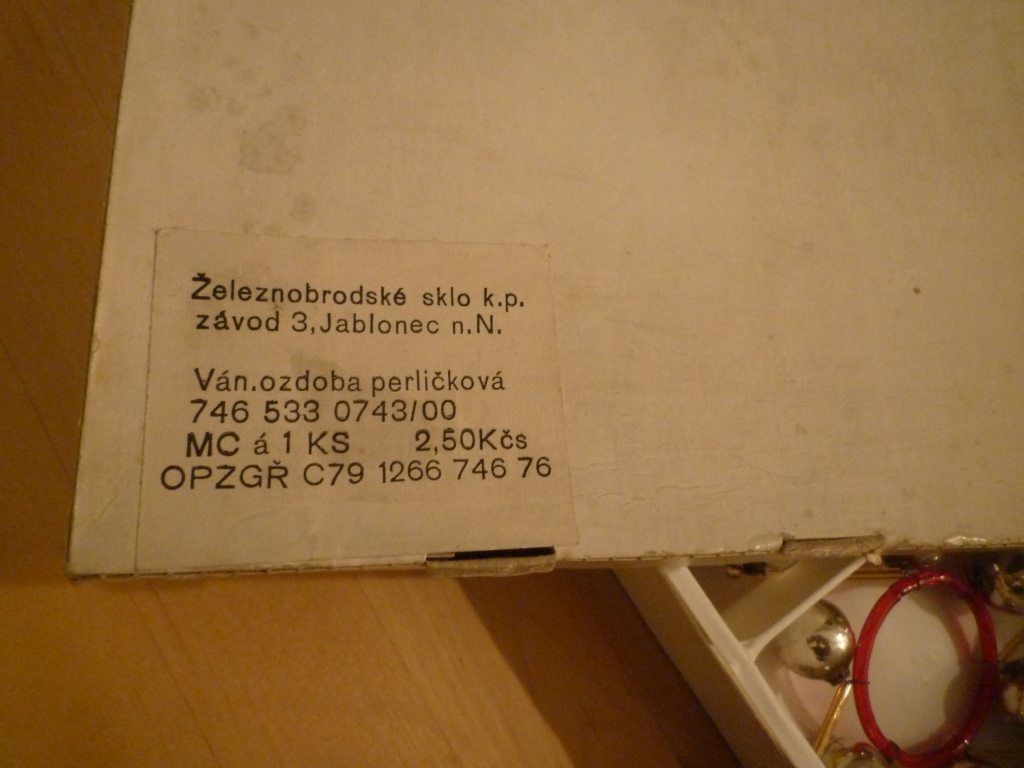 Železnobrodské sklo k.p.
závod 3,Jablonec n.N.
Ván.ozdoba perličková
746 533 0743/00
MC á 1 KS 2,50Kčs
OPZGŘ C79 1266 746 76